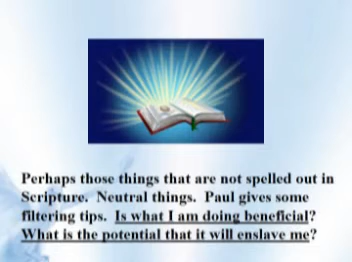 Perhaps those things that are not spelled out in
Scripture. Neutral things. Paul gives some
filtering tips. Is what I am doing beneficial?
What is the potential that it will enslave me?